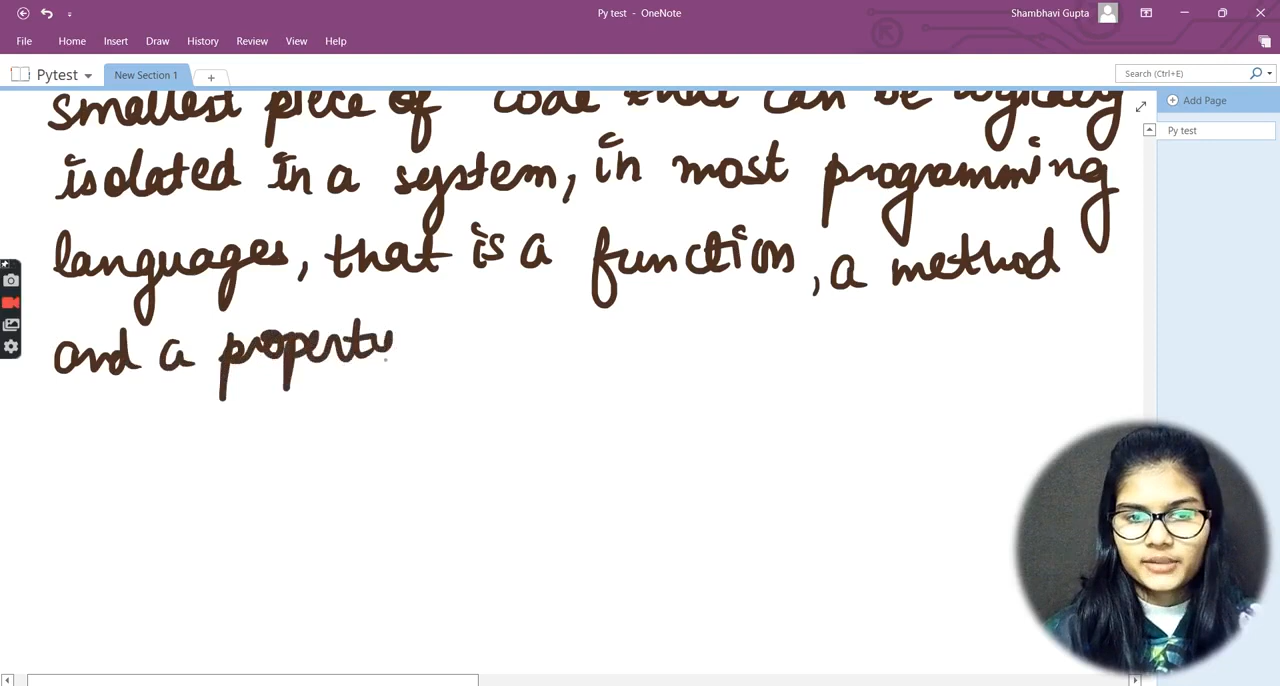 Py test - OneNote
Shambhavi Gupta
File Home Insert Draw History Review View Help
Pytest
New Section 1
Search (Ctrl+E)
Add Page
Py test
smallest piece of code that can be logically
isolated in a system, in most programming
languages, that is a function, a method
and a property